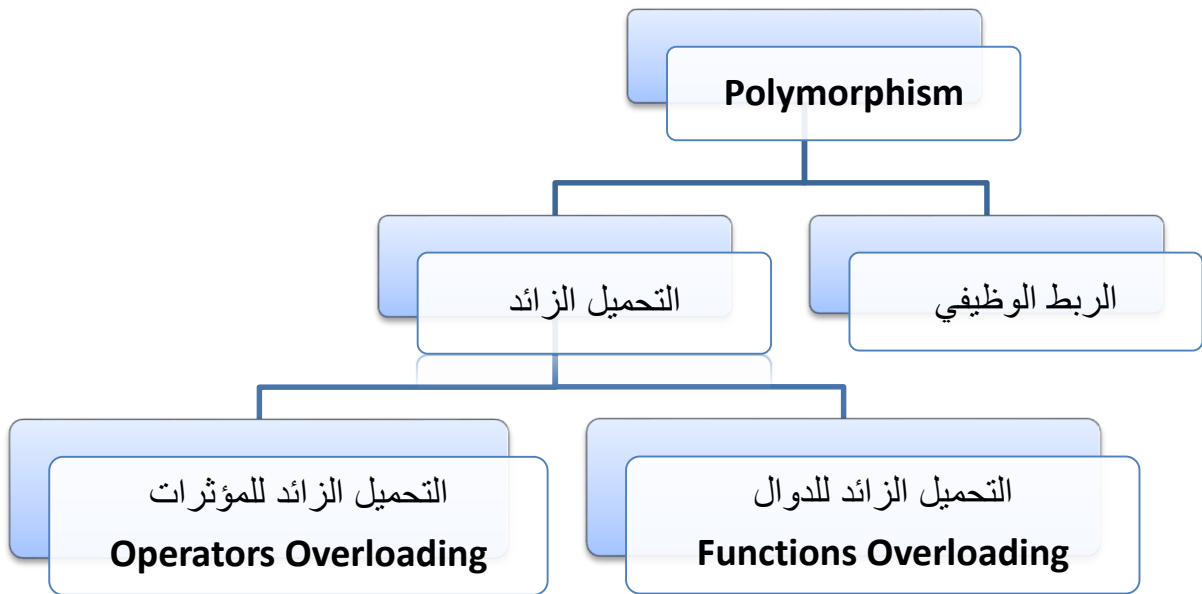 Polymorphism
الربط الوظيفي
التحميل الزائد
التحميل الزائد للدوال
Functions Overloading
التحميل الزائد للمؤثرات
Operators Overloading